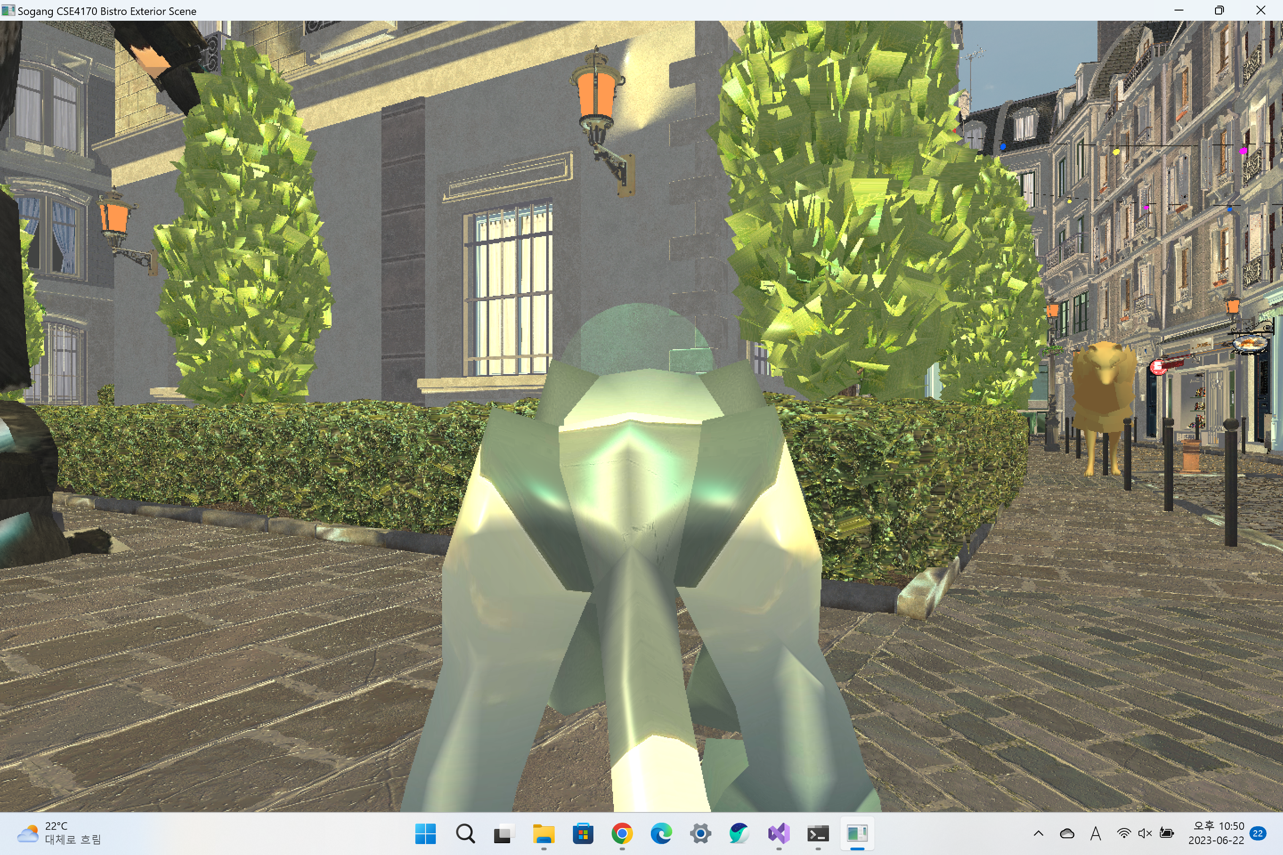 Sogang CSE4170 Bistro Exterior Scene
22°C
대체로 흐림
A
오후 10:50
2023-06-22
22